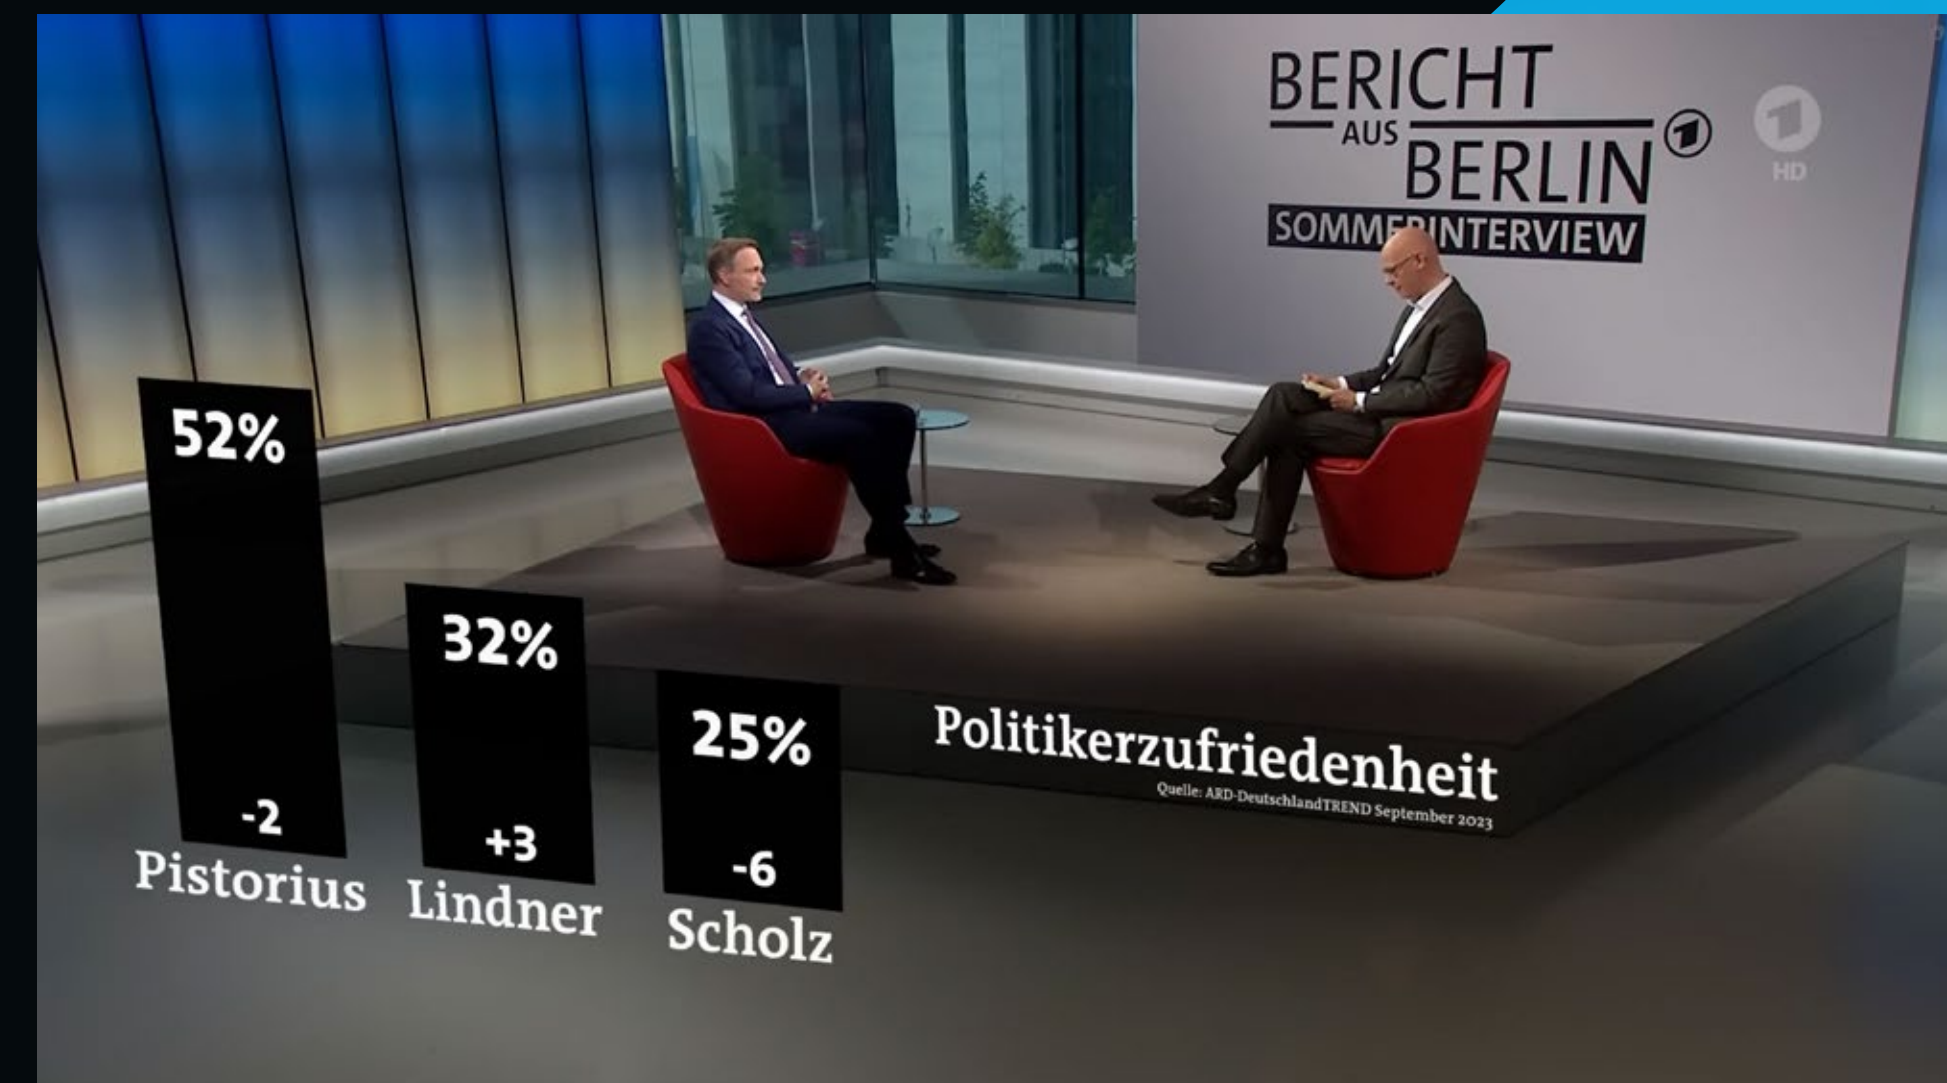 BERICHT
AUS
BERLIN
SOMMERINTERVIEW
1
HD
52%
-2
Pistorius
32%
+3
Lindner
25%
-6
Scholz
Politikerzufriedenheit
Quelle: ARD-DeutschlandTREND September 2023